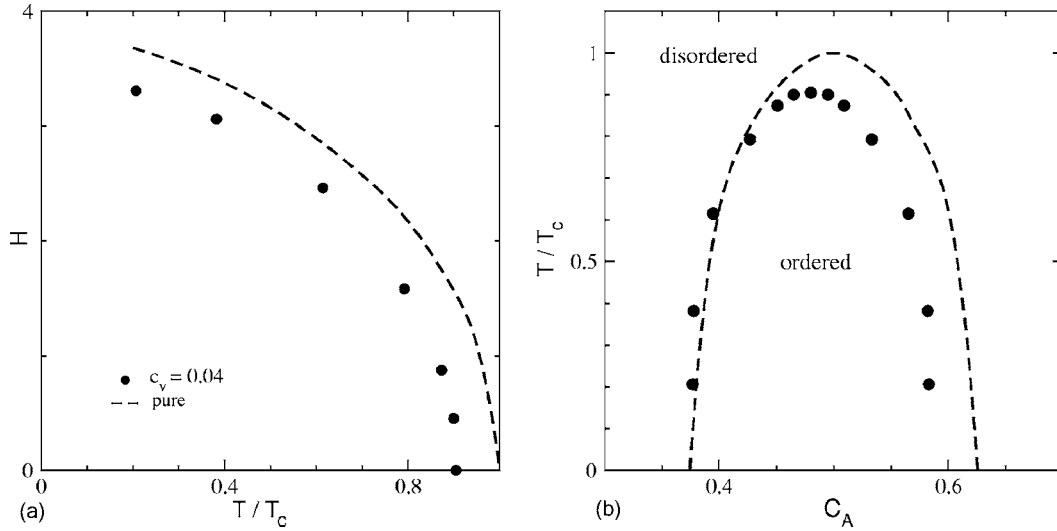 4
H
c_v = 0.04
pure
0
0
0.4
0.8
(a)
T / T_c
disordered
1
T / T_c
0.5
ordered
0
0.4
0.6
(b)
C_A